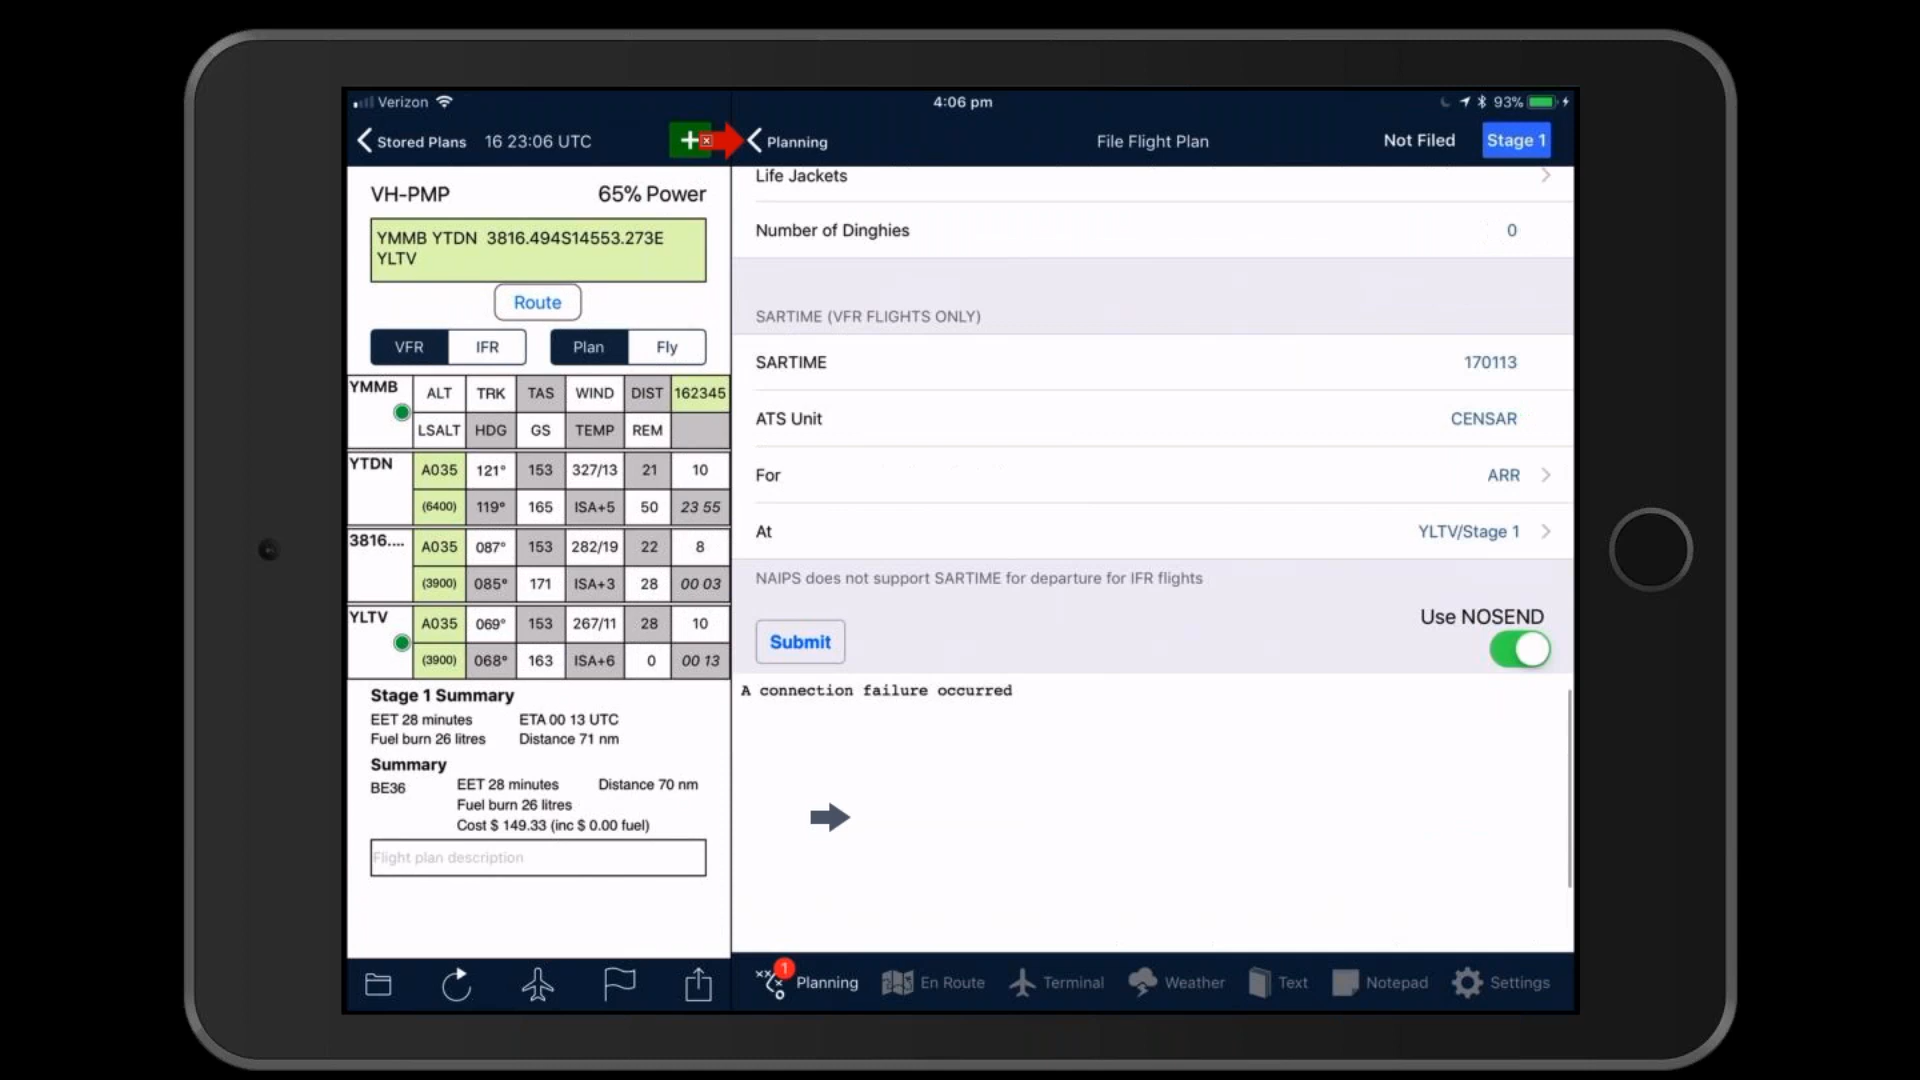 Verizon
4:06 pm
93%
Stored Plans
16 23:06 UTC
Planning
File Flight Plan
Not Filed
Stage 1
VH-PMP
65% Power
YMMB YTDN 3816.494S14553.273E
YLTV
Route
VFR IFR Plan Fly
YMMB ALT TRK TAS WIND DIST 162345
LSALT HDG GS TEMP REM
YTDN A035 121° 153 327/13 21 10
(6400) 119° 165 ISA+5 50 23 55
3816.... A035 087° 153 282/19 22 8
(3900) 085° 171 ISA+3 28 00 03
YLTV A035 069° 153 267/11 28 10
(3900) 068° 163 ISA+6 0 00 13
Stage 1 Summary
EET 28 minutes ETA 00 13 UTC
Fuel burn 26 litres Distance 71 nm
Summary
BE36 EET 28 minutes Distance 70 nm
Fuel burn 26 litres
Cost $ 149.33 (inc $ 0.00 fuel)
Flight plan description
Life Jackets
Number of Dinghies 0
SARTIME (VFR FLIGHTS ONLY)
SARTIME 170113
ATS Unit CENSAR
For ARR
At YLTV/Stage 1
NAIPS does not support SARTIME for departure for IFR flights
Use NOSEND
Submit
A connection failure occurred
1
Planning En Route Terminal Weather Text Notepad Settings